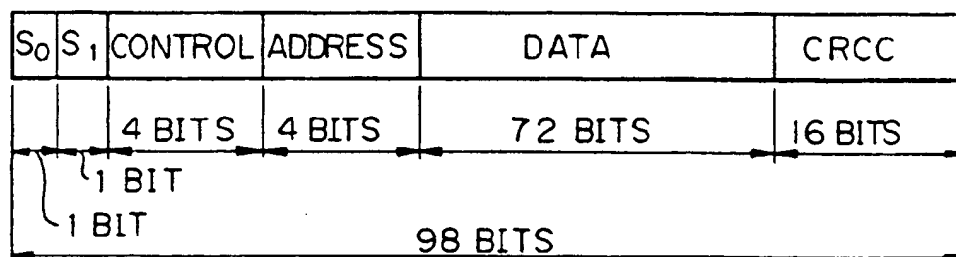 S0 S1 CONTROL ADDRESS DATA CRCC
4 BITS 4 BITS 72 BITS 16 BITS
1 BIT
1 BIT
98 BITS